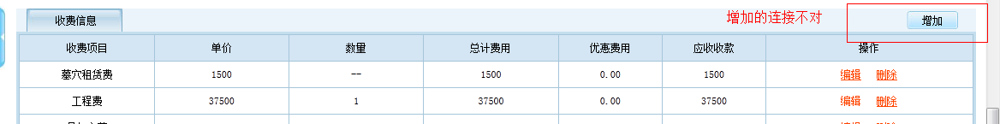 收费信息 增加的连接不对 增加
收费项目 单价 数量 总计费用 优惠费用 应收收款 操作
墓穴租赁费 1500 -- 1500 0.00 1500 编辑 删除
工程费 37500 1 37500 0.00 37500 编辑 删除